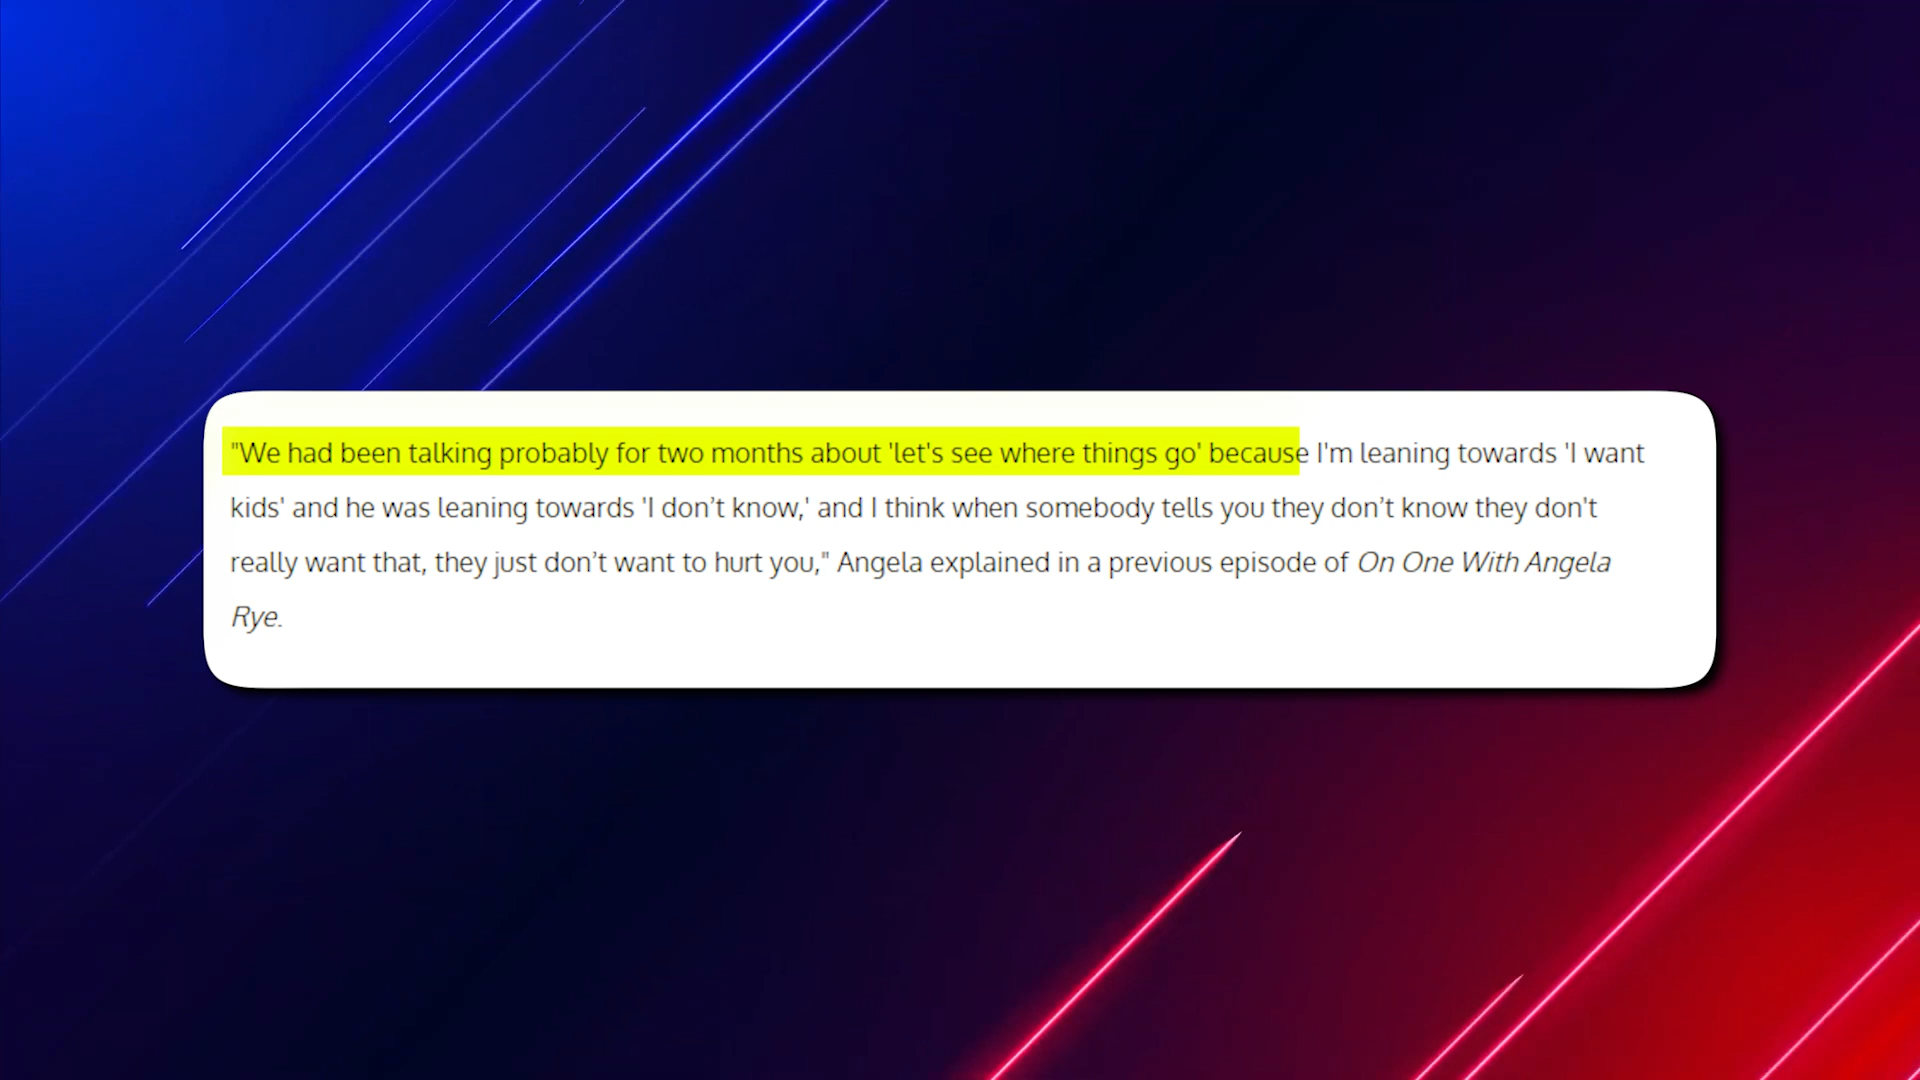 "We had been talking probably for two months about 'let's see where things go' because I'm leaning towards 'I want
kids' and he was leaning towards 'I don’t know,' and I think when somebody tells you they don’t know they don't
really want that, they just don’t want to hurt you," Angela explained in a previous episode of On One With Angela
Rye.